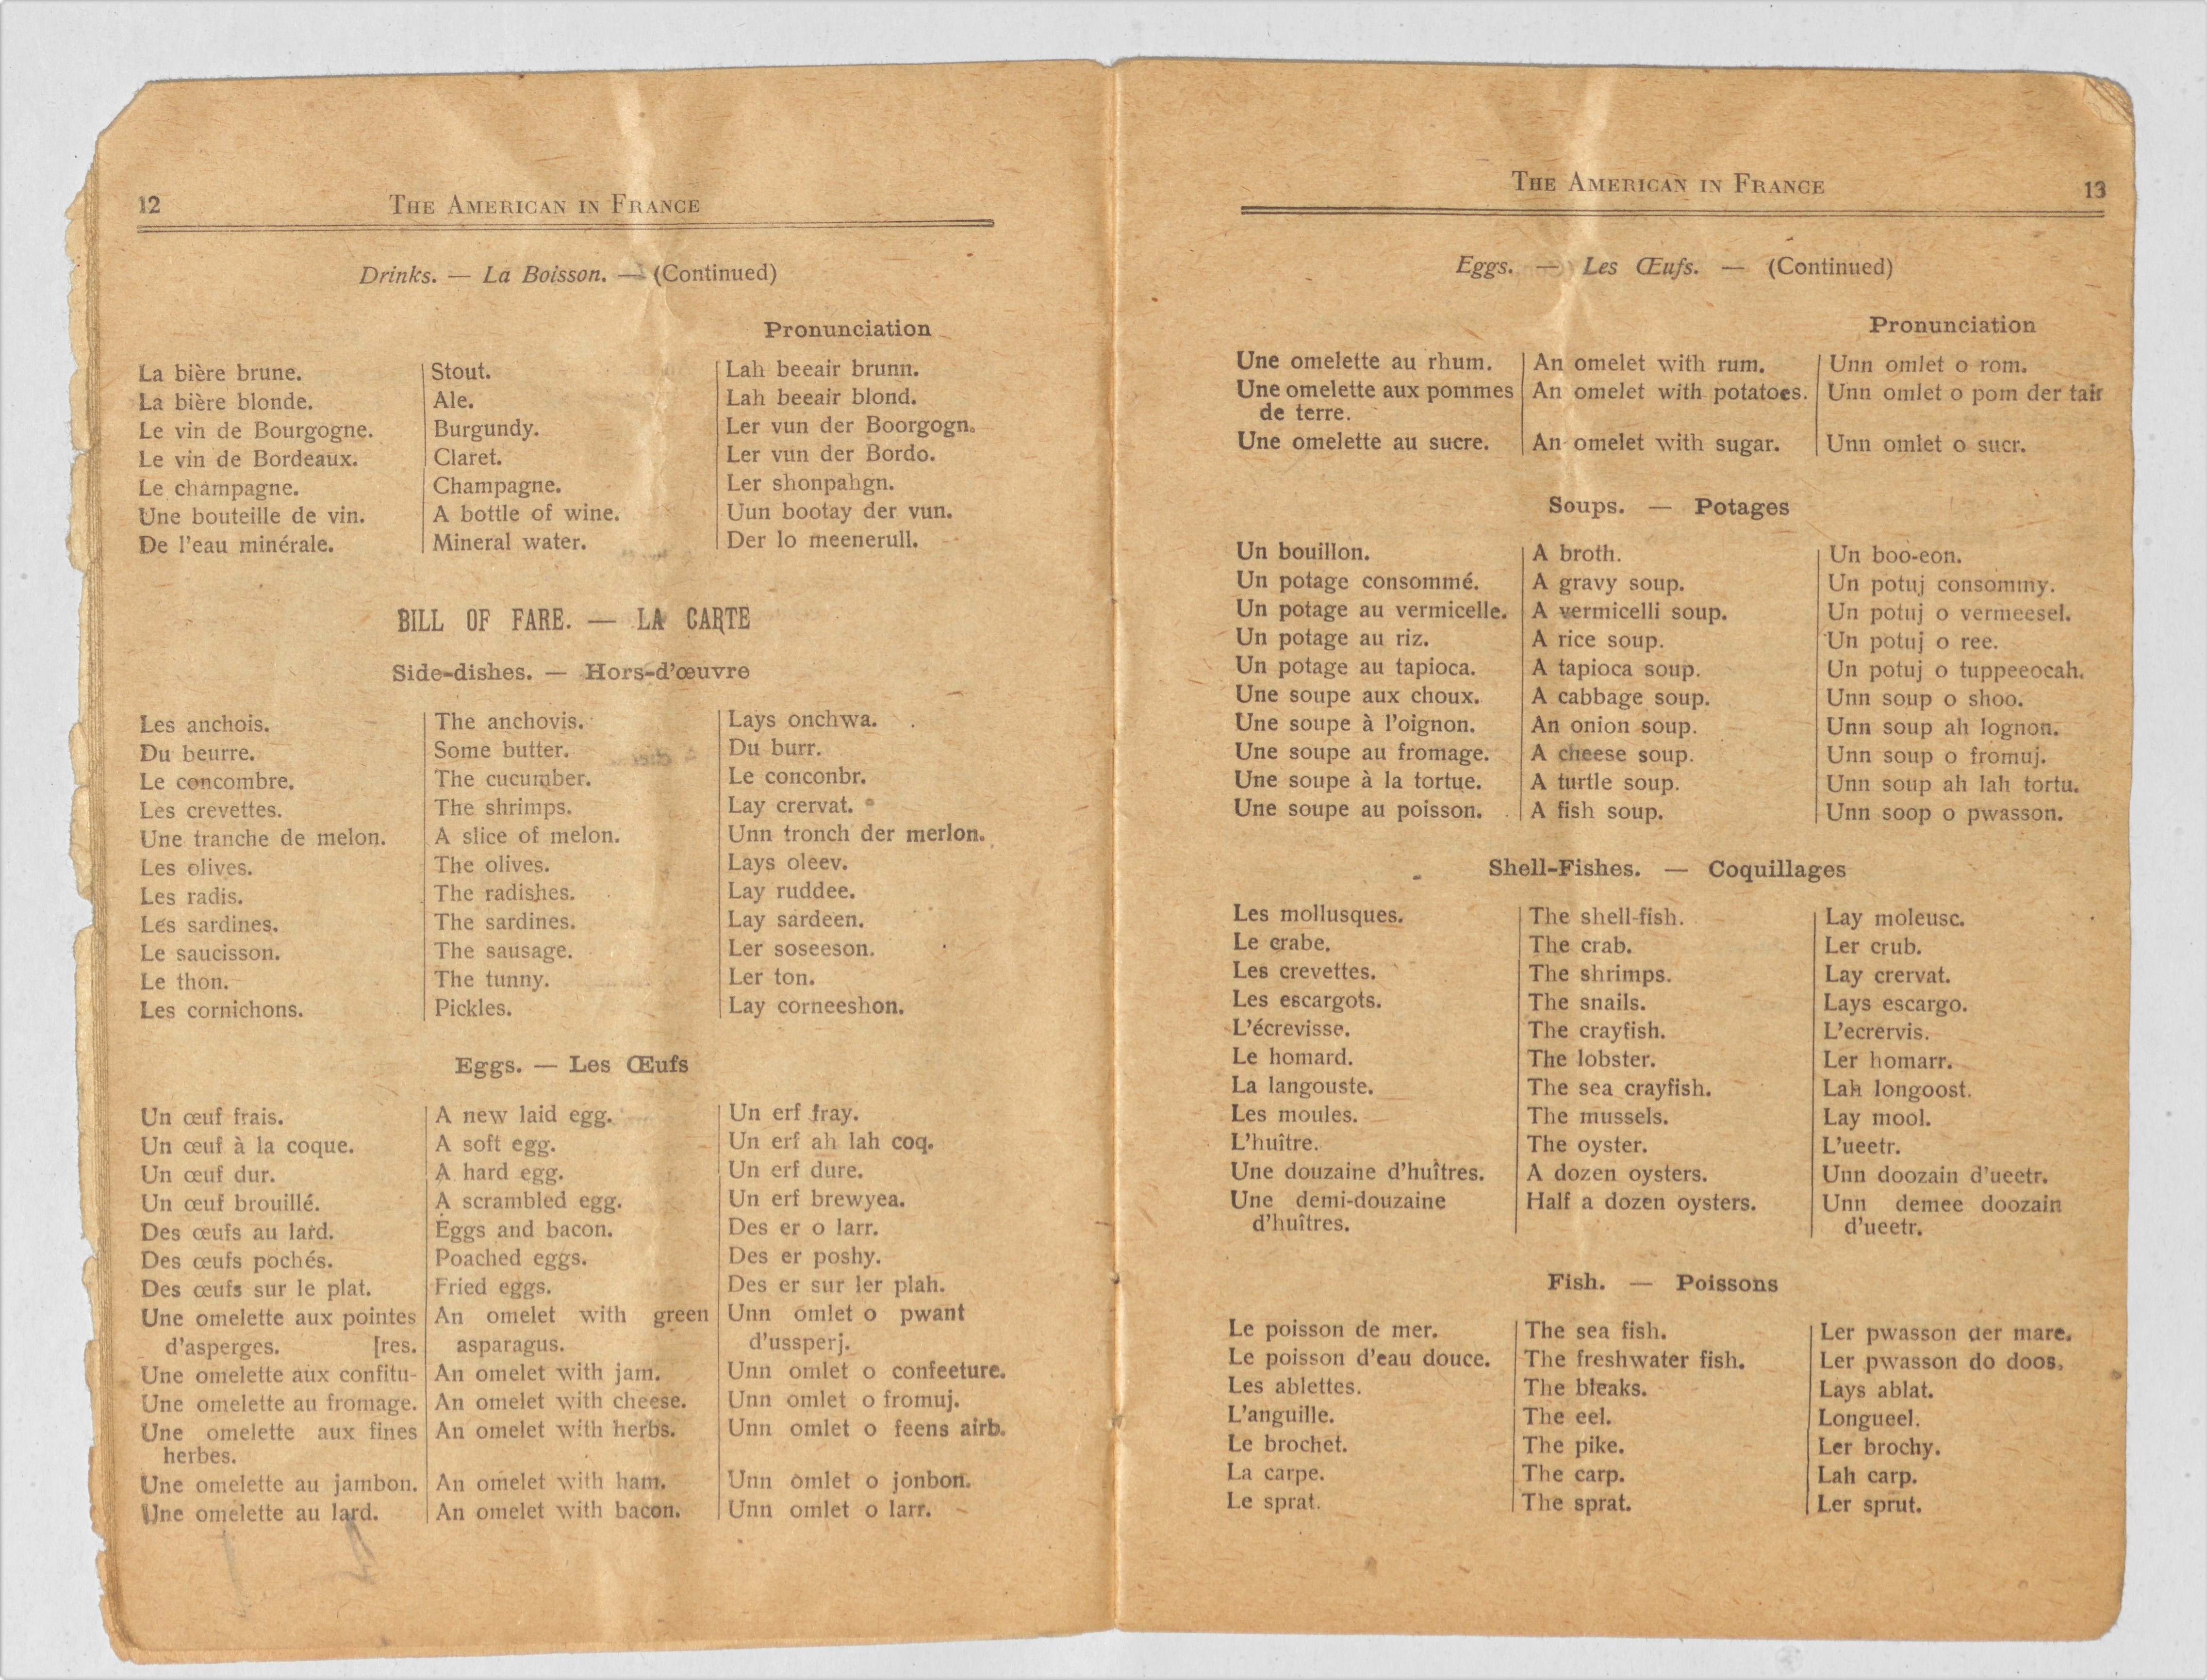 12 THE AMERICAN IN FRANCE
Drinks. — La Boisson. — (Continued)
Pronunciation
La bière brune. Stout. Lah beeair brunn.
La bière blonde. Ale. Lah beeair blond.
Le vin de Bourgogne. Burgundy. Ler vun der Boorgogn.
Le vin de Bordeaux. Claret. Ler vun der Bordo.
Le champagne. Champagne. Ler shonpahgn.
Une bouteille de vin. A bottle of wine. Uun bootay der vun.
De l'eau minérale. Mineral water. Der lo meenerull.
BILL OF FARE. — LA CARTE
Side-dishes. — Hors-d'œuvre
Les anchois. The anchovis. Lays onchwa.
Du beurre. Some butter. Du burr.
Le concombre. The cucumber. Le conconbr.
Les crevettes. The shrimps. Lay crervat.
Une tranche de melon. A slice of melon. Unn tronch der merlon.
Les olives. The olives. Lays oleev.
Les radis. The radishes. Lay ruddee.
Les sardines. The sardines. Lay sardeen.
Le saucisson. The sausage. Ler soseeson.
Le thon. The tunny. Ler ton.
Les cornichons. Pickles. Lay corneeshon.
Eggs. — Les Œufs
Un œuf frais. A new laid egg. Un erf fray.
Un œuf à la coque. A soft egg. Un erf ah lah coq.
Un œuf dur. A hard egg. Un erf dure.
Un œuf brouillé. A scrambled egg. Un erf brewyea.
Des œufs au lard. Eggs and bacon. Des er o larr.
Des œufs pochés. Poached eggs. Des er poshy.
Des œufs sur le plat. Fried eggs. Des er sur ler plah.
Une omelette aux pointes An omelet with green Unn omlet o pwant
d'asperges. [res. asparagus. d'ussperj.
Une omelette aux confitu- An omelet with jam. Unn omlet o confeeture.
Une omelette au fromage. An omelet with cheese. Unn omlet o fromuj.
Une omelette aux fines An omelet with herbs. Unn omlet o feens airb.
herbes.
Une omelette au jambon. An omelet with ham. Unn omlet o jonbon.
Une omelette au lard. An omelet with bacon. Unn omlet o larr.
THE AMERICAN IN FRANCE 13
Eggs. — Les Œufs. — (Continued)
Pronunciation
Une omelette au rhum. An omelet with rum. Unn omlet o rom.
Une omelette aux pommes An omelet with potatoes. Unn omlet o pom der tair
de terre.
Une omelette au sucre. An omelet with sugar. Unn omlet o sucr.
Soups. — Potages
Un bouillon. A broth. Un boo-eon.
Un potage consommé. A gravy soup. Un potuj consommy.
Un potage au vermicelle. A vermicelli soup. Un potuj o vermeesel.
Un potage au riz. A rice soup. Un potuj o ree.
Un potage au tapioca. A tapioca soup. Un potuj o tuppeeocah.
Une soupe aux choux. A cabbage soup. Unn soup o shoo.
Une soupe à l'oignon. An onion soup. Unn soup ah lognon.
Une soupe au fromage. A cheese soup. Unn soup o fromuj.
Une soupe à la tortue. A turtle soup. Unn soup ah lah tortu.
Une soupe au poisson. A fish soup. Unn soop o pwasson.
Shell-Fishes. — Coquillages
Les mollusques. The shell-fish. Lay moleusc.
Le crabe. The crab. Ler crub.
Les crevettes. The shrimps. Lay crervat.
Les escargots. The snails. Lays escargo.
L'écrevisse. The crayfish. L'ecrervis.
Le homard. The lobster. Ler homarr.
La langouste. The sea crayfish. Lah longoost.
Les moules. The mussels. Lay mool.
L'huître. The oyster. L'ueetr.
Une douzaine d'huîtres. A dozen oysters. Unn doozain d'ueetr.
Une demi-douzaine Half a dozen oysters. Unn demee doozain
d'huîtres. d'ueetr.
Fish. — Poissons
Le poisson de mer. The sea fish. Ler pwasson der mare.
Le poisson d'eau douce. The freshwater fish. Ler pwasson do doos.
Les ablettes. The bleaks. Lays ablat.
L'anguille. The eel. Longueel.
Le brochet. The pike. Ler brochy.
La carpe. The carp. Lah carp.
Le sprat. The sprat. Ler sprut.